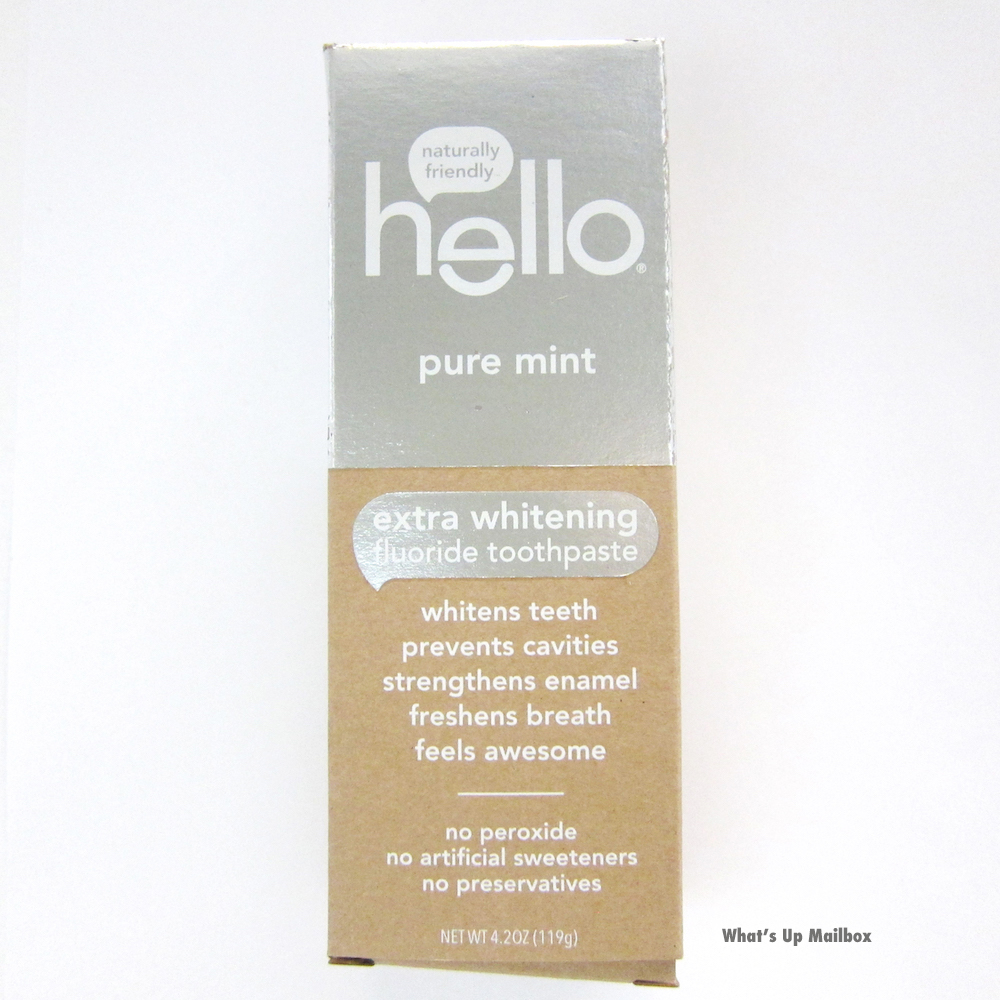 naturally
friendly
hello®
pure mint
extra whitening
fluoride toothpaste
whitens teeth
prevents cavities
strengthens enamel
freshens breath
feels awesome
no peroxide
no artificial sweeteners
no preservatives
NET WT 4.2OZ (119g)
What's Up Mailbox